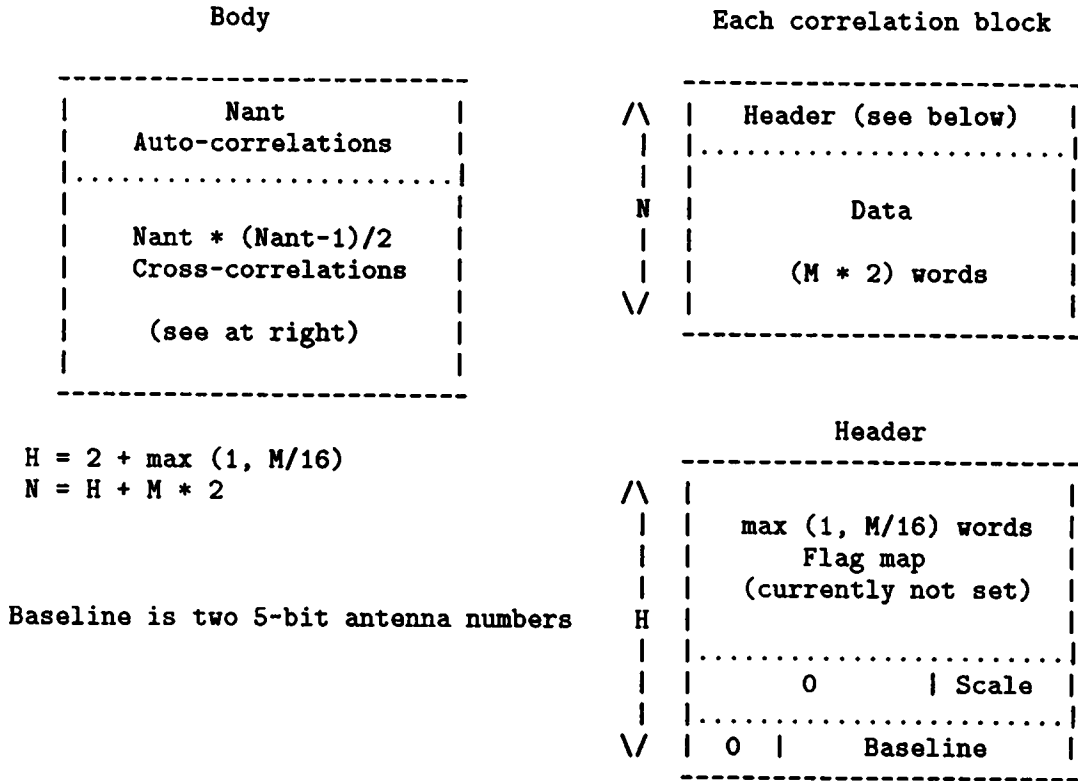 Body
Nant
Auto-correlations
Nant * (Nant-1)/2
Cross-correlations
(see at right)
H = 2 + max (1, M/16)
N = H + M * 2
Baseline is two 5-bit antenna numbers
Each correlation block
Header (see below)
N
Data
(M * 2) words
Header
max (1, M/16) words
Flag map
(currently not set)
H
0 | Scale
0 | Baseline